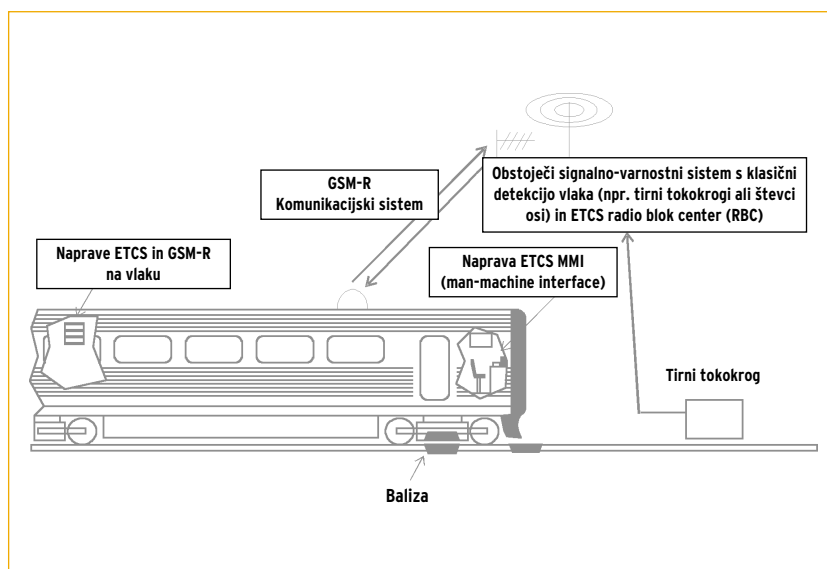 GSM-R
Komunikacijski sistem
Obstoječi signalno-varnostni sistem s klasični
detekcijo vlaka (npr. tirni tokokrogi ali števci
osi) in ETCS radio blok center (RBC)
Naprave ETCS in GSM-R
na vlaku
Naprava ETCS MMI
(man-machine interface)
Tirni tokokrog
Baliza